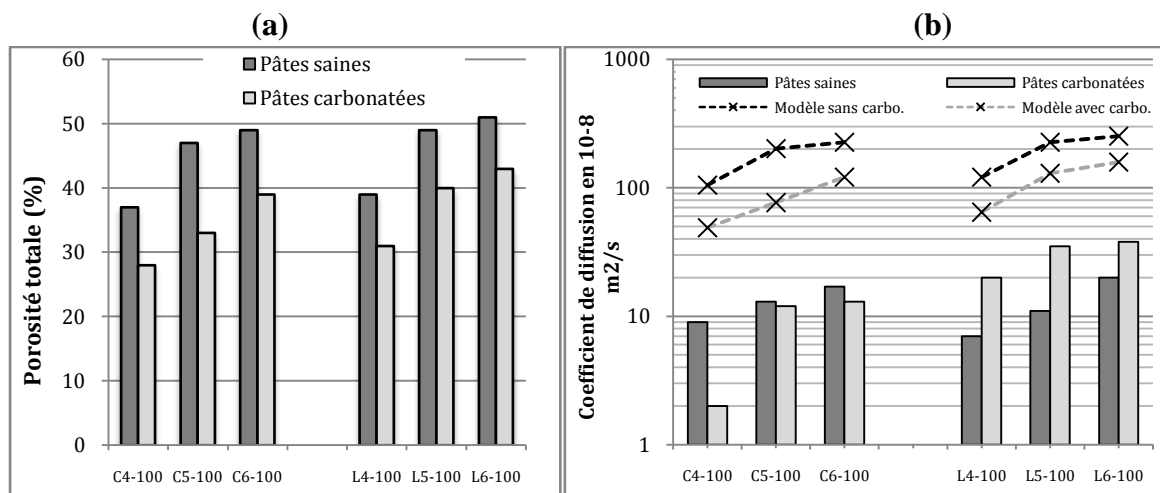 (a)
Porosité totale (%)
60
50
40
30
20
10
0
Pâtes saines
Pâtes carbonatées
C4-100 C5-100 C6-100 L4-100 L5-100 L6-100
(b)
Coefficient de diffusion en 10-8
m2/s
1000
100
10
1
Pâtes saines Pâtes carbonatées
Modèle sans carbo. Modèle avec carbo.
C4-100 C5-100 C6-100 L4-100 L5-100 L6-100